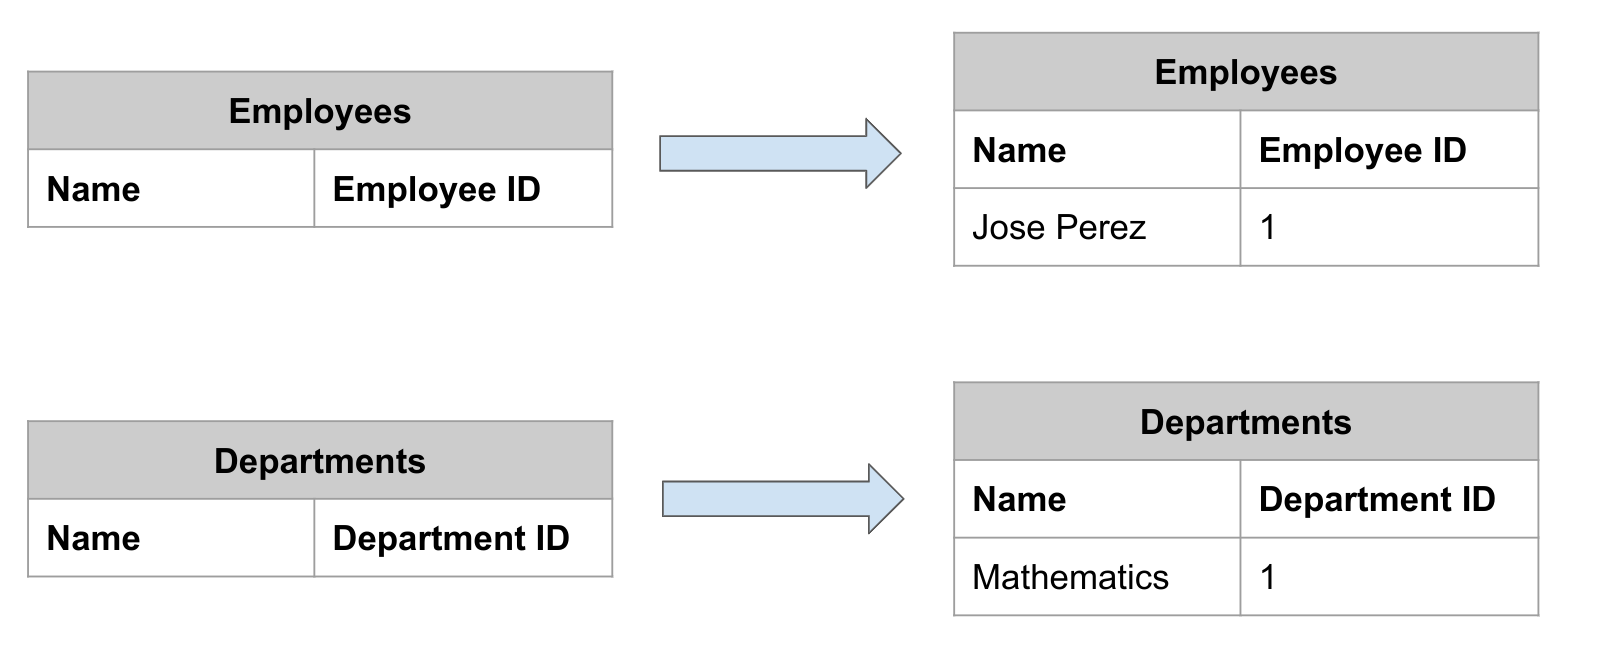 Employees
Name Employee ID
Employees
Name Employee ID
Jose Perez 1
Departments
Name Department ID
Departments
Name Department ID
Mathematics 1